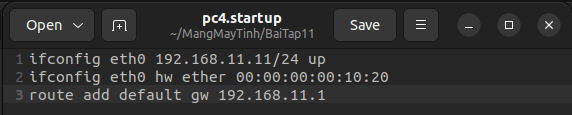 Open
pc4.startup
~/MangMayTinh/BaiTap11
Save
1 ifconfig eth0 192.168.11.11/24 up
2 ifconfig eth0 hw ether 00:00:00:00:10:20
3 route add default gw 192.168.11.1